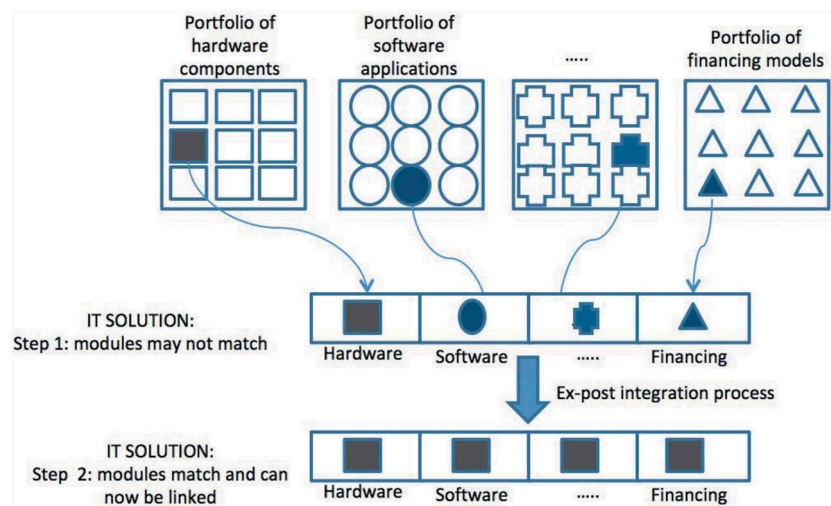 Portfolio of
hardware
components
Portfolio of
software
applications
.....
Portfolio of
financing models
IT SOLUTION:
Step 1: modules may not match
Hardware
Software
.....
Financing
Ex-post integration process
IT SOLUTION:
Step 2: modules match and can
now be linked
Hardware
Software
.....
Financing